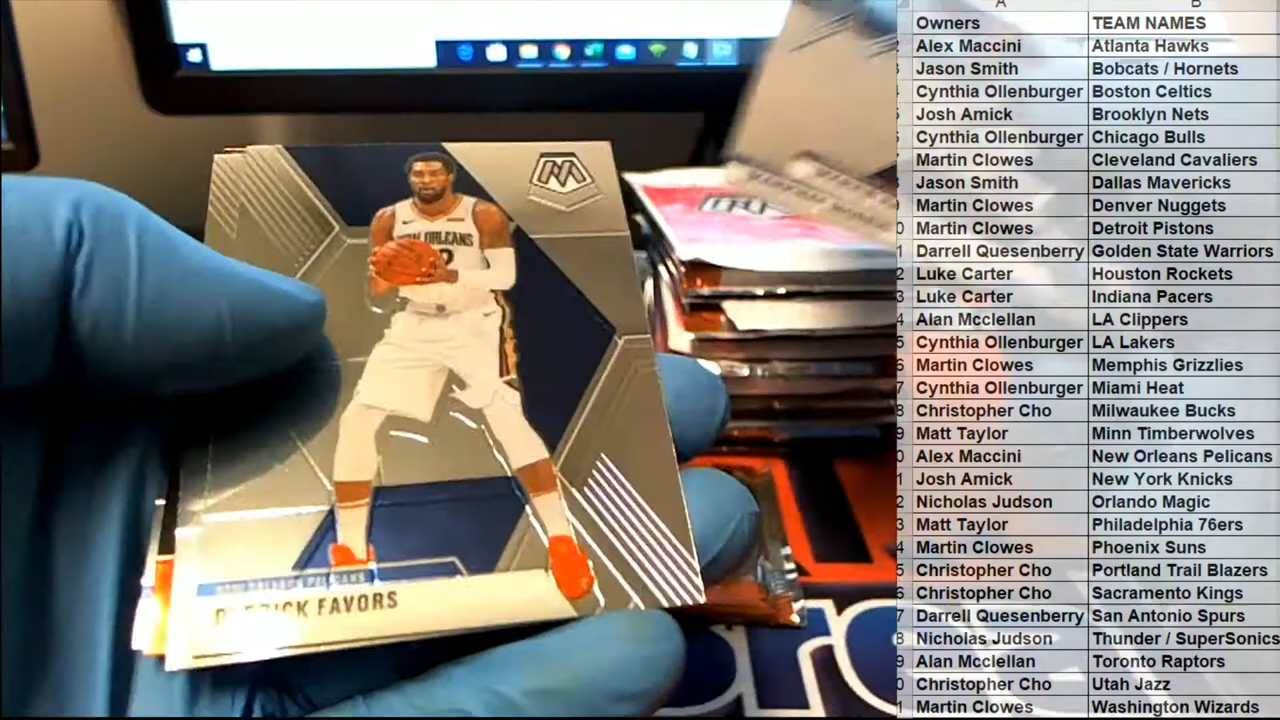 A B
Owners TEAM NAMES
Alex Maccini Atlanta Hawks
Jason Smith Bobcats / Hornets
Cynthia Ollenburger Boston Celtics
Josh Amick Brooklyn Nets
Cynthia Ollenburger Chicago Bulls
Martin Clowes Cleveland Cavaliers
Jason Smith Dallas Mavericks
Martin Clowes Denver Nuggets
Martin Clowes Detroit Pistons
Darrell Quesenberry Golden State Warriors
Luke Carter Houston Rockets
Luke Carter Indiana Pacers
Alan Mcclellan LA Clippers
Cynthia Ollenburger LA Lakers
Martin Clowes Memphis Grizzlies
Cynthia Ollenburger Miami Heat
Christopher Cho Milwaukee Bucks
Matt Taylor Minn Timberwolves
Alex Maccini New Orleans Pelicans
Josh Amick New York Knicks
Nicholas Judson Orlando Magic
Matt Taylor Philadelphia 76ers
Martin Clowes Phoenix Suns
Christopher Cho Portland Trail Blazers
Christopher Cho Sacramento Kings
Darrell Quesenberry San Antonio Spurs
Nicholas Judson Thunder / SuperSonics
Alan Mcclellan Toronto Raptors
Christopher Cho Utah Jazz
Martin Clowes Washington Wizards
M
NEW ORLEANS
NEW ORLEANS PELICANS
DERRICK FAVORS